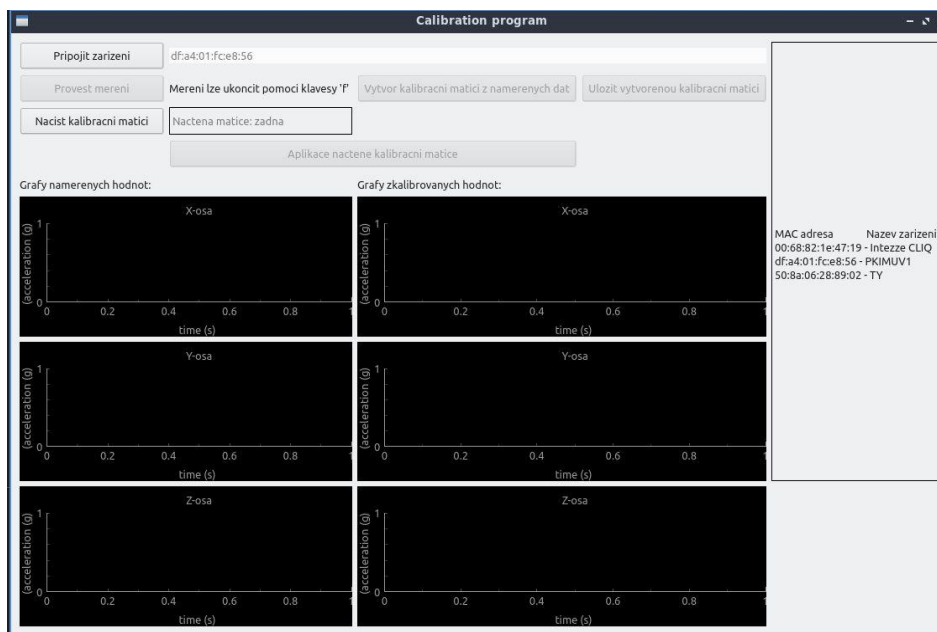 Calibration program
Pripojit zarizeni df:a4:01:fc:e8:56
Provest mereni Mereni lze ukoncit pomoci klavesy 'f' Vytvor kalibracni matici z namerenych dat Ulozit vytvorenou kalibracni matici
Nacist kalibracni matici Nactena matice: zadna
Aplikace nactene kalibracni matice
Grafy namerenych hodnot: Grafy zkalibrovanych hodnot:
X-osa
(acceleration (g)
1
0
0 0.2 0.4 0.6 0.8 1
time (s)
X-osa
(acceleration (g)
1
0
0 0.2 0.4 0.6 0.8 1
time (s)
Y-osa
(acceleration (g)
1
0
0 0.2 0.4 0.6 0.8 1
time (s)
Y-osa
(acceleration (g)
1
0
0 0.2 0.4 0.6 0.8 1
time (s)
Z-osa
(acceleration (g)
1
0
0 0.2 0.4 0.6 0.8 1
time (s)
Z-osa
(acceleration (g)
1
0
0 0.2 0.4 0.6 0.8 1
time (s)
MAC adresa Nazev zarizeni
00:68:82:1e:47:19 - Intezze CLIQ
df:a4:01:fc:e8:56 - PKIMUV1
50:8a:06:28:89:02 - TY